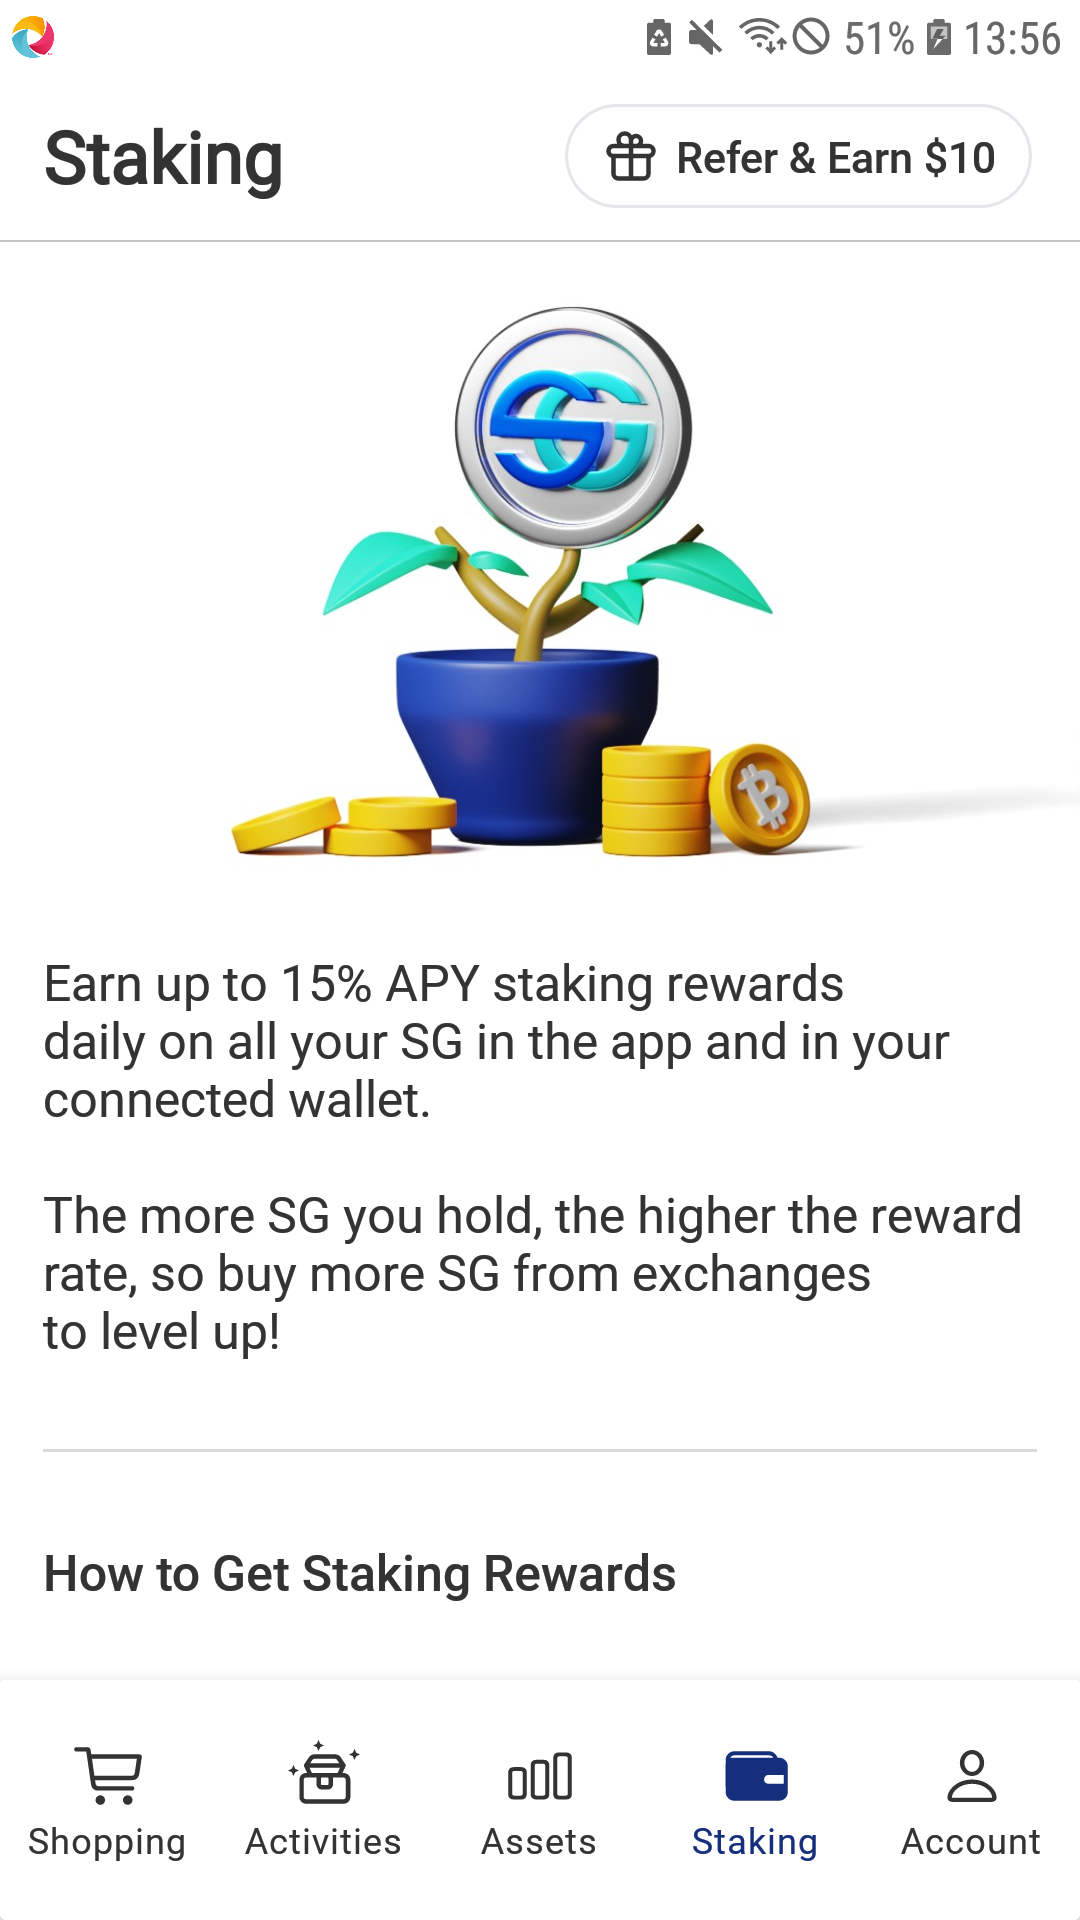 51% 13:56
Staking
Refer & Earn $10
SG
Earn up to 15% APY staking rewards
daily on all your SG in the app and in your
connected wallet.
The more SG you hold, the higher the reward
rate, so buy more SG from exchanges
to level up!
How to Get Staking Rewards
Shopping
Activities
Assets
Staking
Account